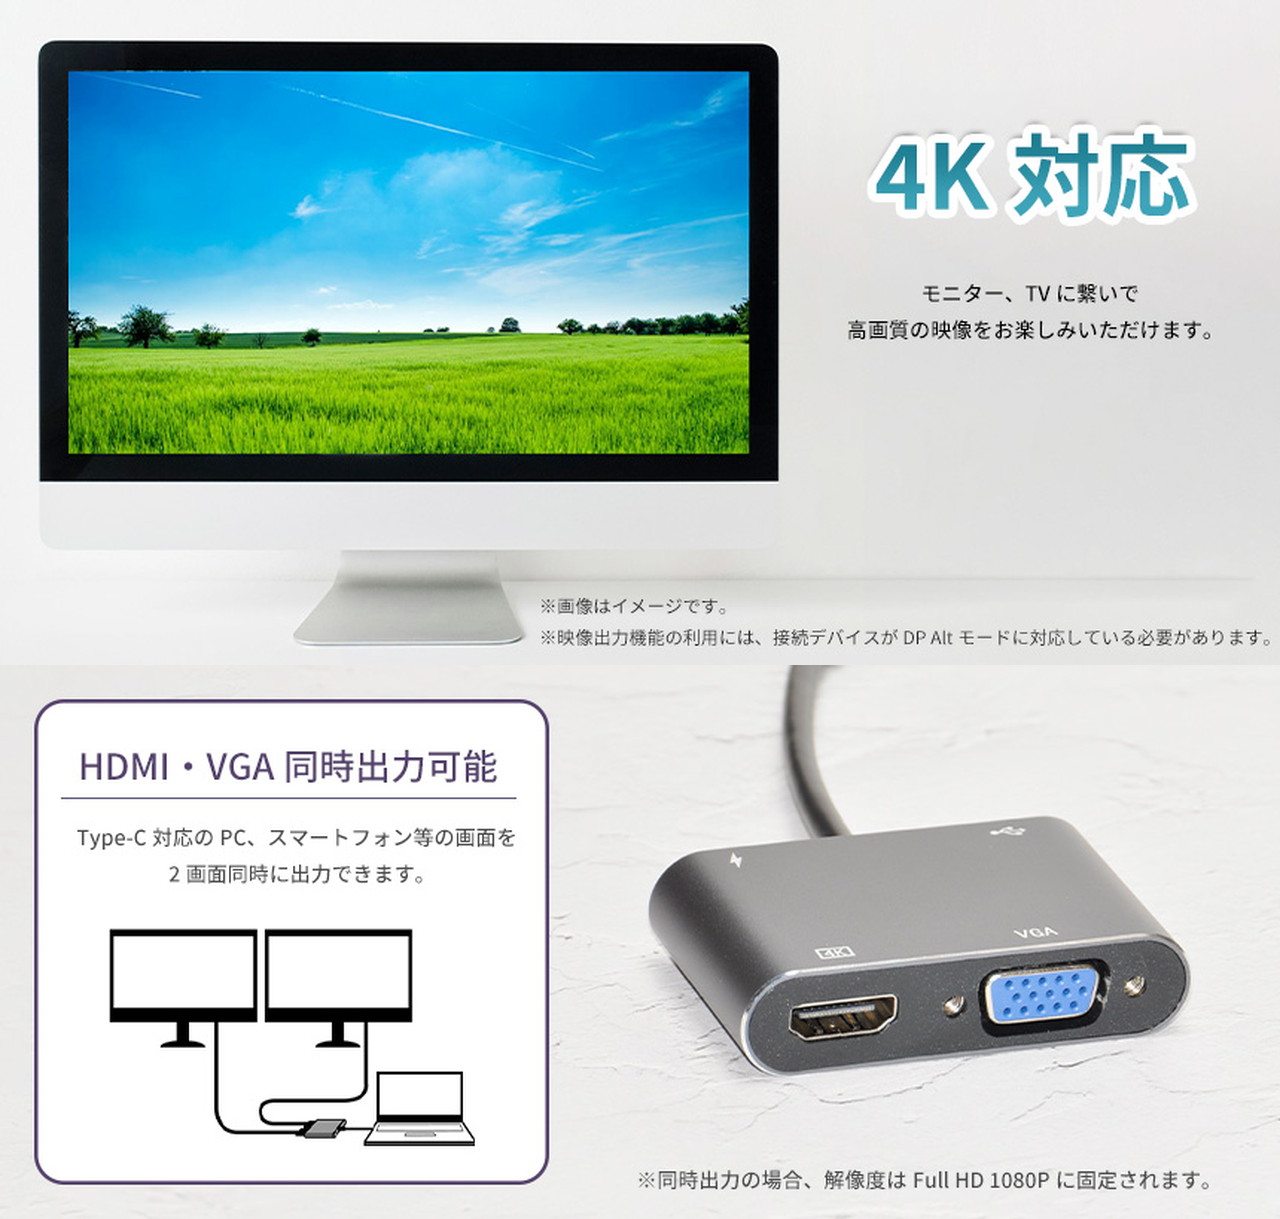 4K 対応
モニター、TV に繋いで
高画質の映像をお楽しみいただけます。
※画像はイメージです。
※映像出力機能の利用には、接続デバイスが DP Alt モードに対応している必要があります。
HDMI・VGA 同時出力可能
Type-C 対応の PC、スマートフォン等の画面を
2 画面同時に出力できます。
4K
VGA
※同時出力の場合、解像度は Full HD 1080P に固定されます。